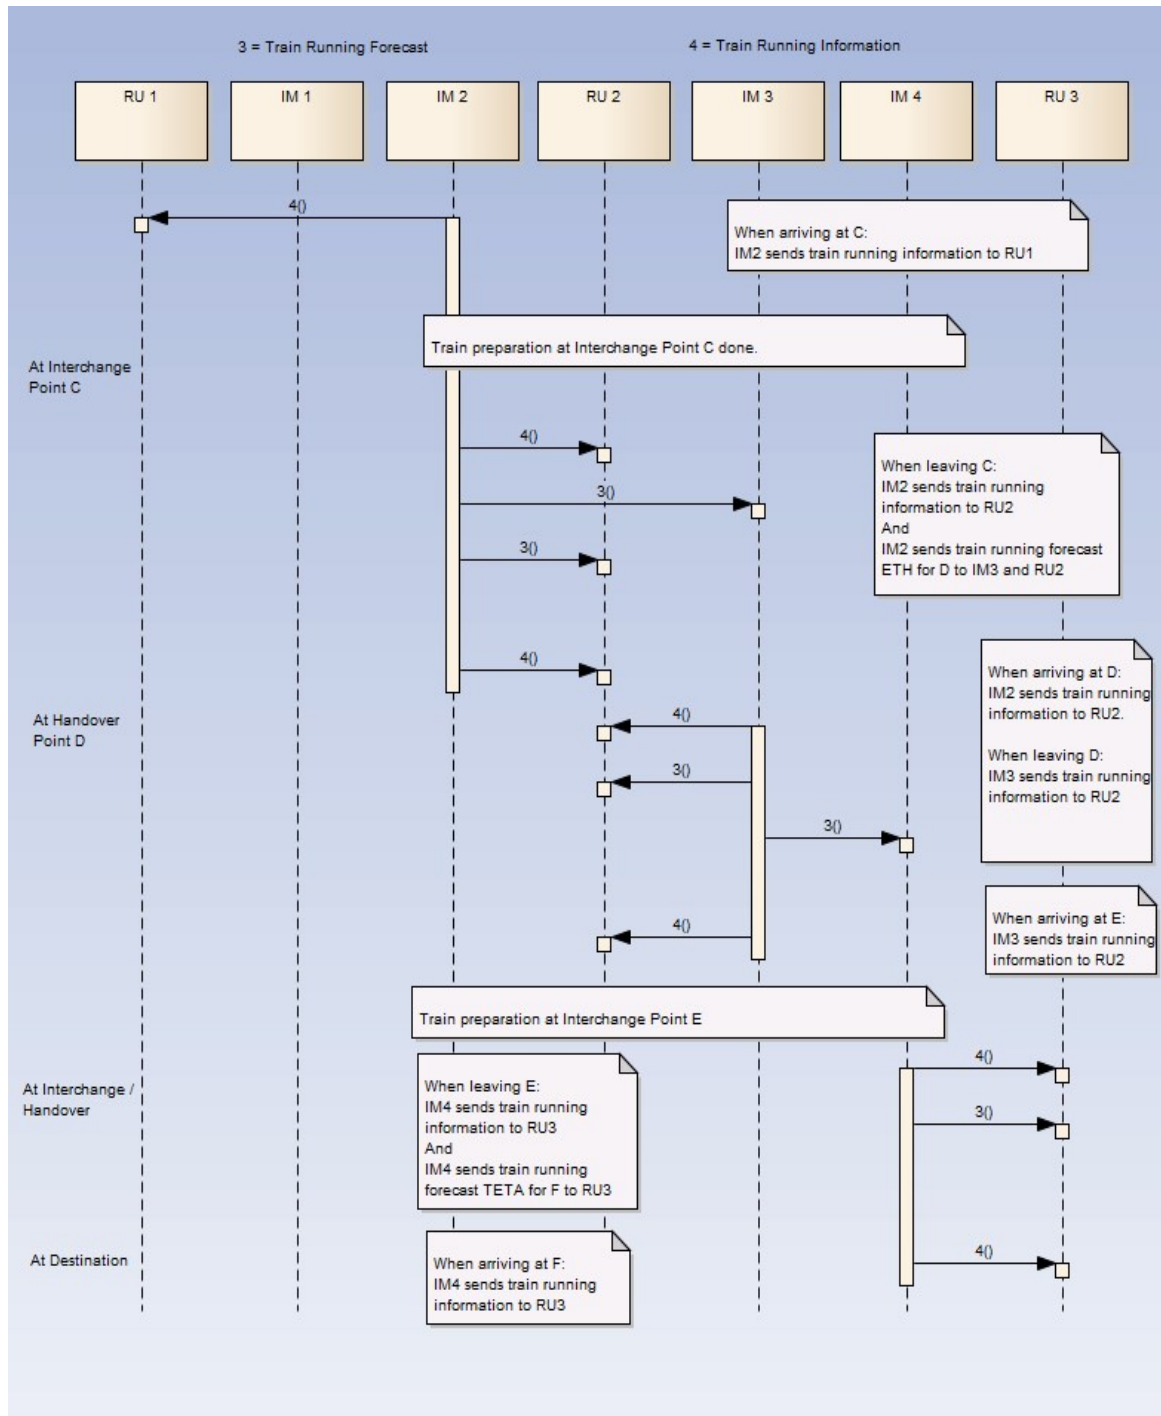 3 = Train Running Forecast
4 = Train Running Information
RU 1
IM 1
IM 2
RU 2
IM 3
IM 4
RU 3
4()
When arriving at C:
IM2 sends train running information to RU1
Train preparation at Interchange Point C done.
At Interchange
Point C
4()
When leaving C:
IM2 sends train running
information to RU2
And
IM2 sends train running forecast
ETH for D to IM3 and RU2
3()
3()
4()
When arriving at D:
IM2 sends train running
information to RU2.
When leaving D:
IM3 sends train running
information to RU2
At Handover
Point D
4()
3()
3()
4()
When arriving at E:
IM3 sends train running
information to RU2
Train preparation at Interchange Point E
4()
At Interchange /
Handover
When leaving E:
IM4 sends train running
information to RU3
And
IM4 sends train running
forecast TETA for F to RU3
3()
4()
At Destination
When arriving at F:
IM4 sends train running
information to RU3